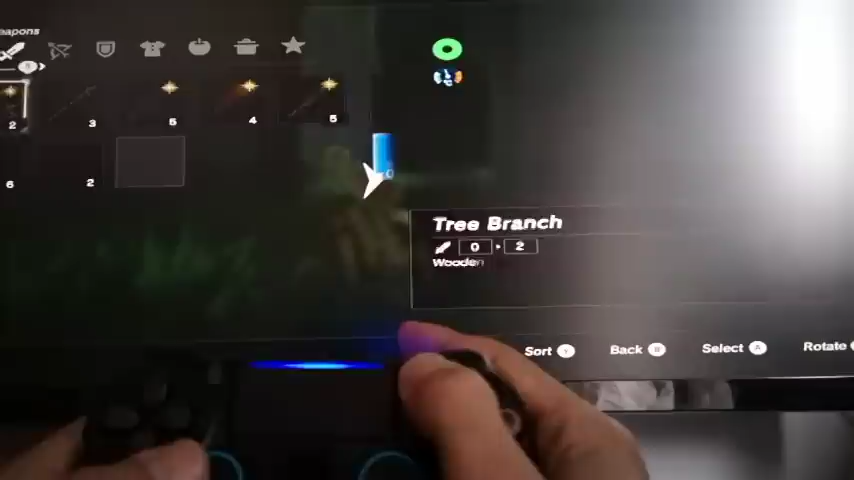 eapons
2 3 5 4 5
6 2
Tree Branch
0 2
Wooden
Sort Y Back B Select A Rotate